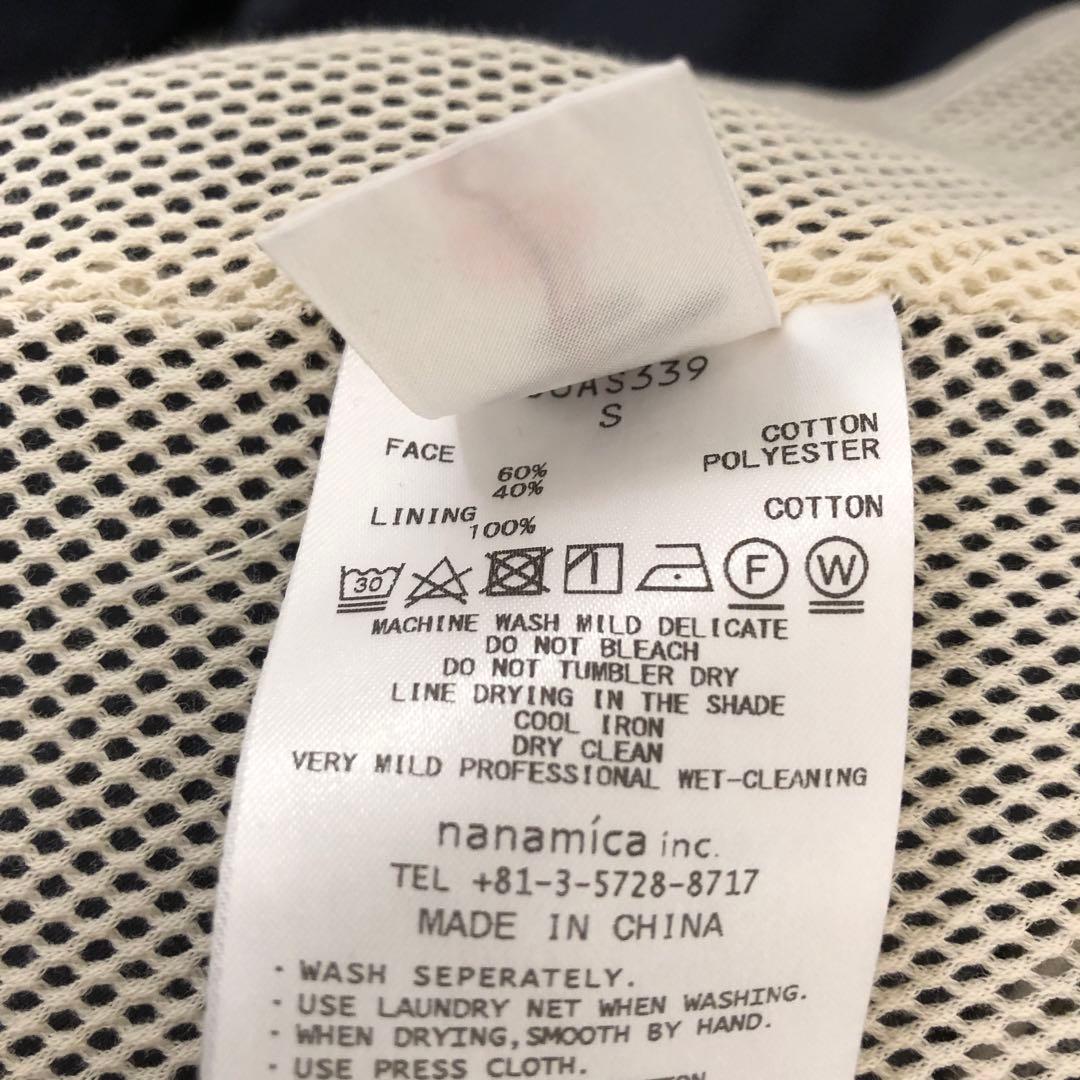 AS339
S
FACE
60% COTTON
40% POLYESTER
LINING
100% COTTON
30 F W
MACHINE WASH MILD DELICATE
DO NOT BLEACH
DO NOT TUMBLER DRY
LINE DRYING IN THE SHADE
COOL IRON
DRY CLEAN
VERY MILD PROFESSIONAL WET-CLEANING
nanamíca inc.
TEL +81-3-5728-8717
MADE IN CHINA
· WASH SEPERATELY.
· USE LAUNDRY NET WHEN WASHING.
· WHEN DRYING,SMOOTH BY HAND.
· USE PRESS CLOTH.